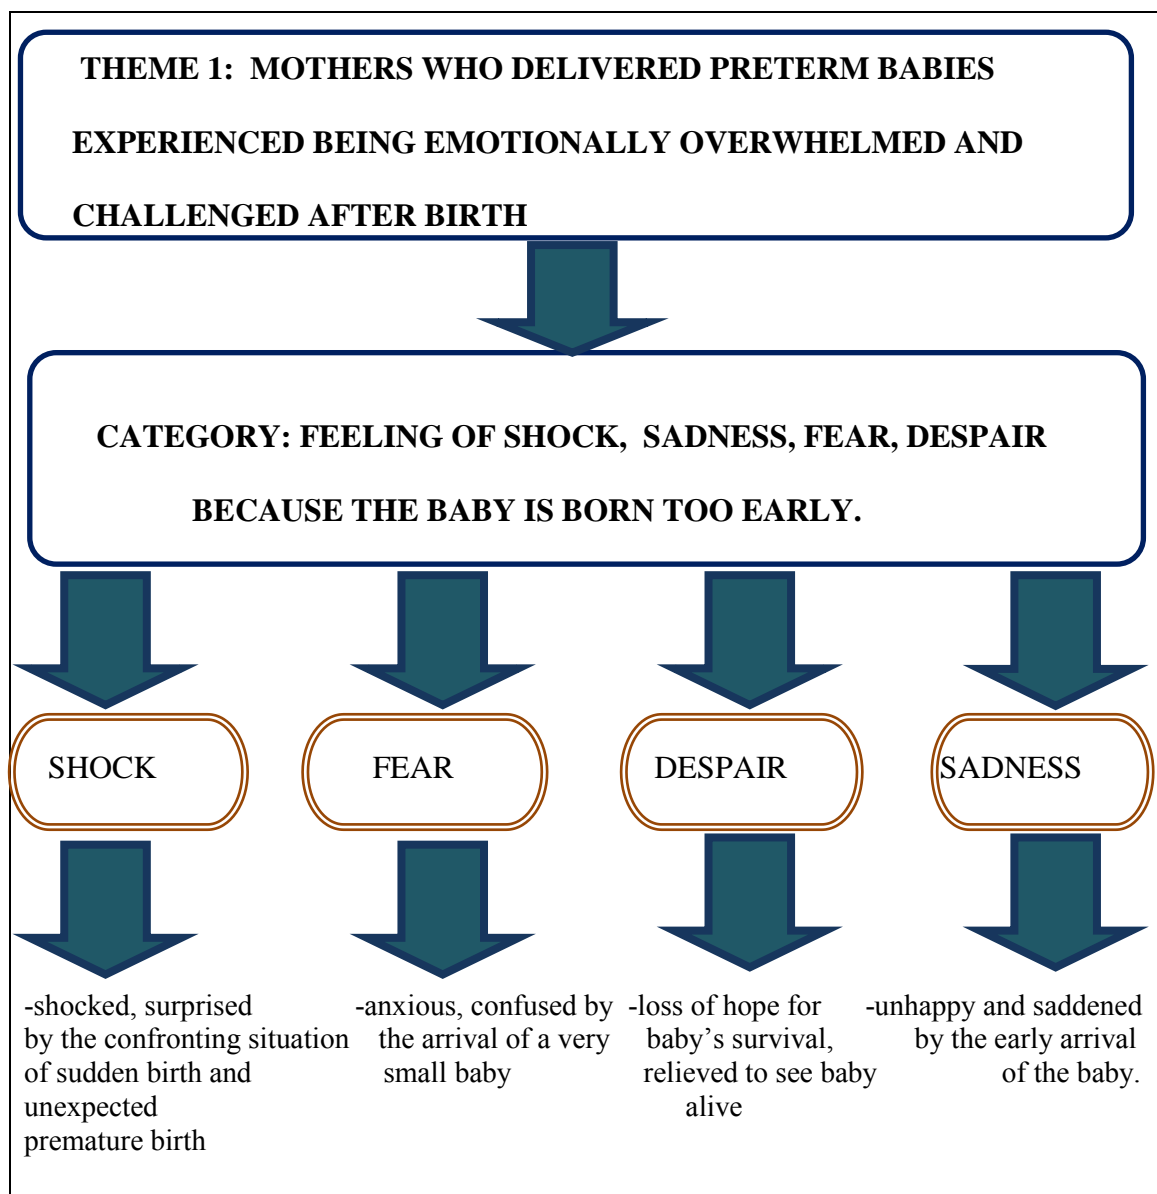 THEME 1: MOTHERS WHO DELIVERED PRETERM BABIES
EXPERIENCED BEING EMOTIONALLY OVERWHELMED AND
CHALLENGED AFTER BIRTH
CATEGORY: FEELING OF SHOCK, SADNESS, FEAR, DESPAIR
BECAUSE THE BABY IS BORN TOO EARLY.
SHOCK
FEAR
DESPAIR
SADNESS
-shocked, surprised
by the confronting situation
of sudden birth and
unexpected
premature birth
-anxious, confused by
the arrival of a very
small baby
-loss of hope for
baby’s survival,
relieved to see baby
alive
-unhappy and saddened
by the early arrival
of the baby.